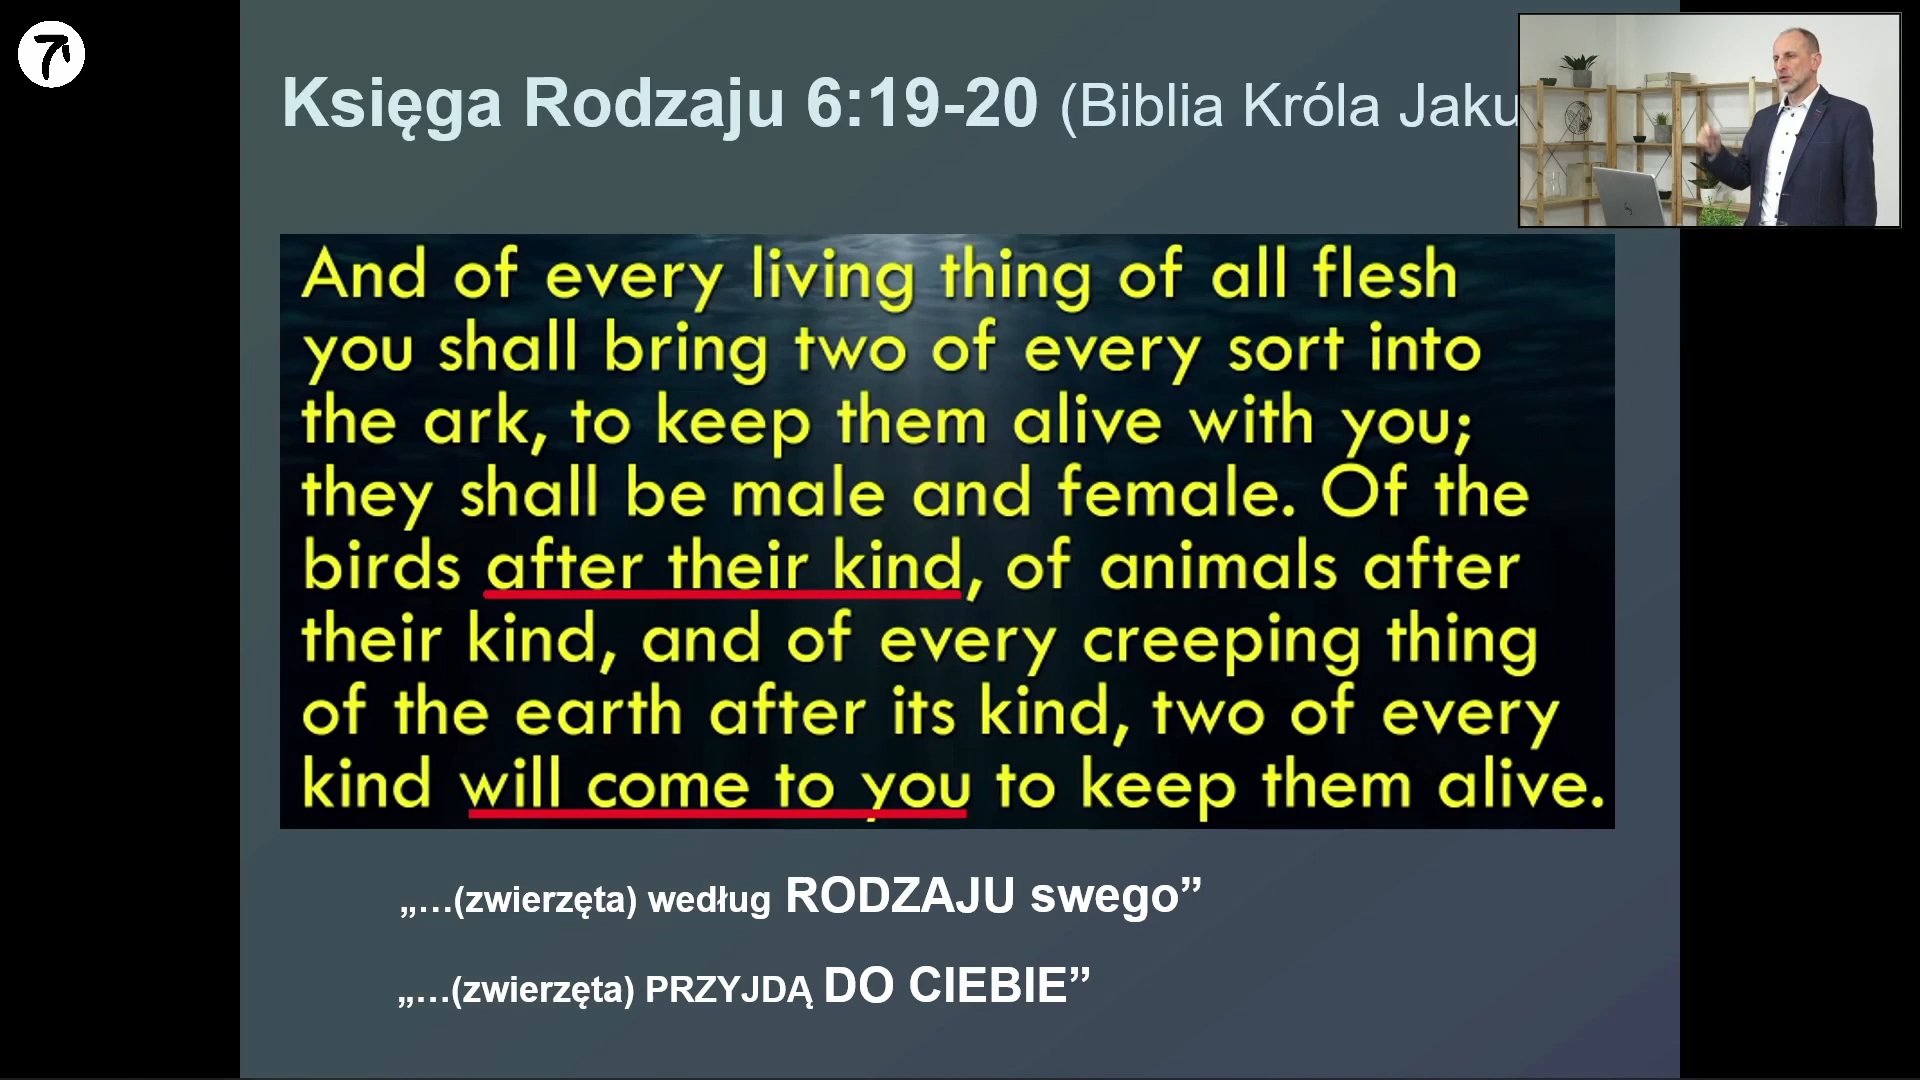 Księga Rodzaju 6:19-20 (Biblia Króla Jaku
And of every living thing of all flesh
you shall bring two of every sort into
the ark, to keep them alive with you;
they shall be male and female. Of the
birds after their kind, of animals after
their kind, and of every creeping thing
of the earth after its kind, two of every
kind will come to you to keep them alive.
„…(zwierzęta) według RODZAJU swego”
„…(zwierzęta) PRZYJDĄ DO CIEBIE”